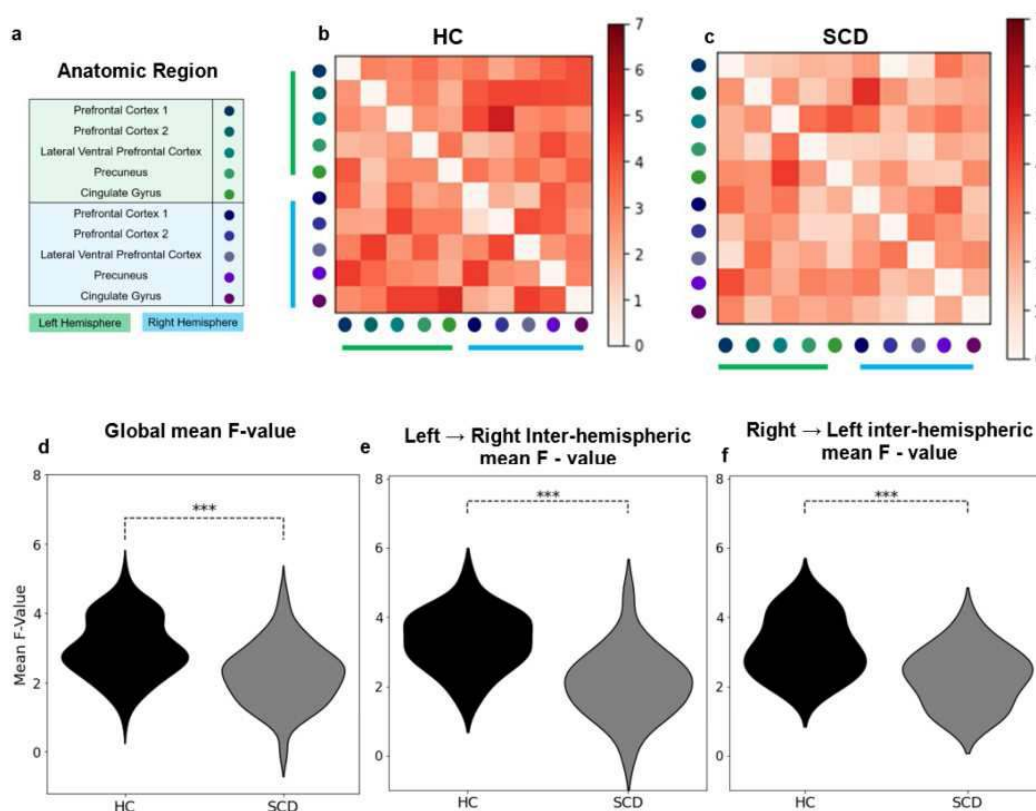 a
Anatomic Region
Prefrontal Cortex 1
Prefrontal Cortex 2
Lateral Ventral Prefrontal Cortex
Precuneus
Cingulate Gyrus
Prefrontal Cortex 1
Prefrontal Cortex 2
Lateral Ventral Prefrontal Cortex
Precuneus
Cingulate Gyrus
Left Hemisphere
Right Hemisphere
b
HC
7
6
5
4
3
2
1
0
c
SCD
d
Global mean F-value
***
Mean F-Value
8
6
4
2
0
HC
SCD
e
Left → Right Inter-hemispheric
mean F - value
***
8
6
4
2
0
HC
SCD
f
Right → Left inter-hemispheric
mean F - value
***
8
6
4
2
0
HC
SCD